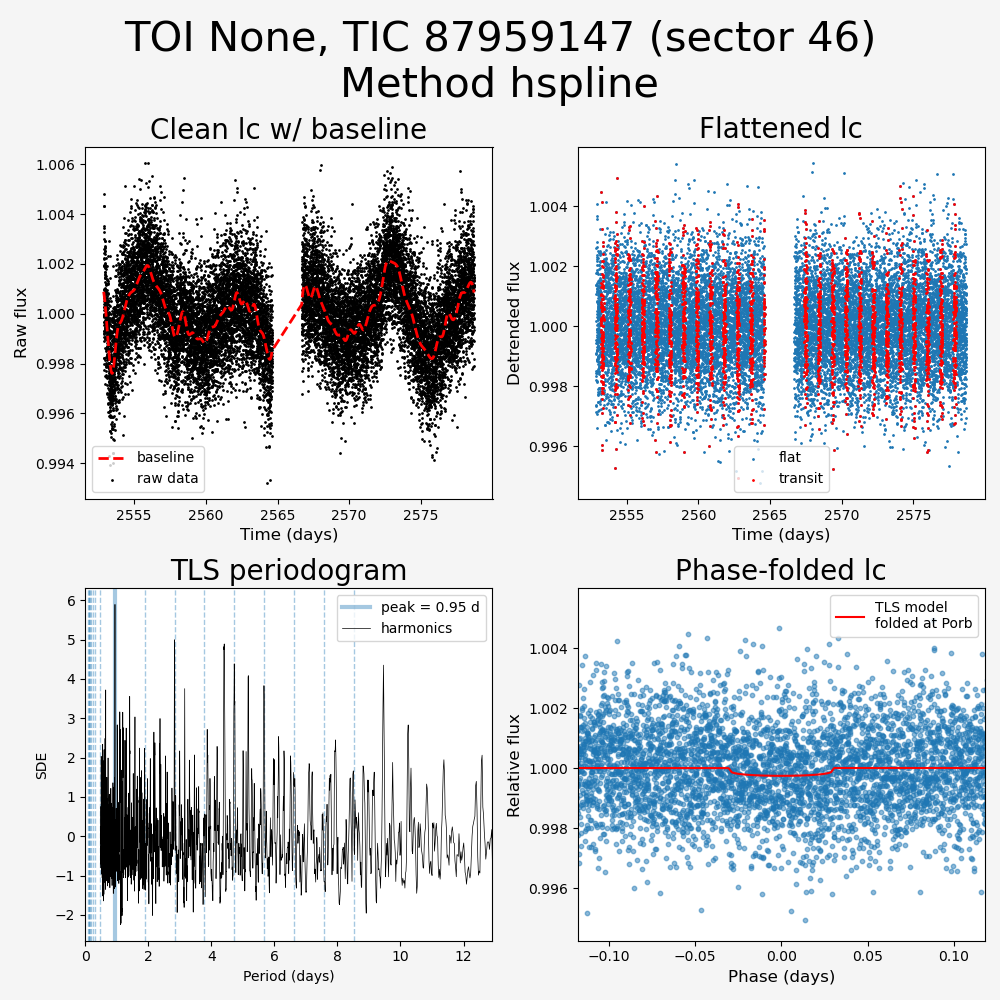 TOI None, TIC 87959147 (sector 46)
Method hspline
Clean lc w/ baseline
Raw flux
1.006
1.004
1.002
1.000
0.998
0.996
0.994
baseline
raw data
2555 2560 2565 2570 2575
Time (days)
Flattened lc
Detrended flux
1.004
1.002
1.000
0.998
0.996
flat
transit
2555 2560 2565 2570 2575
Time (days)
TLS periodogram
SDE
6
5
4
3
2
1
0
−1
−2
peak = 0.95 d
harmonics
0 2 4 6 8 10 12
Period (days)
Phase-folded lc
Relative flux
1.004
1.002
1.000
0.998
0.996
TLS model
folded at Porb
−0.10 −0.05 0.00 0.05 0.10
Phase (days)